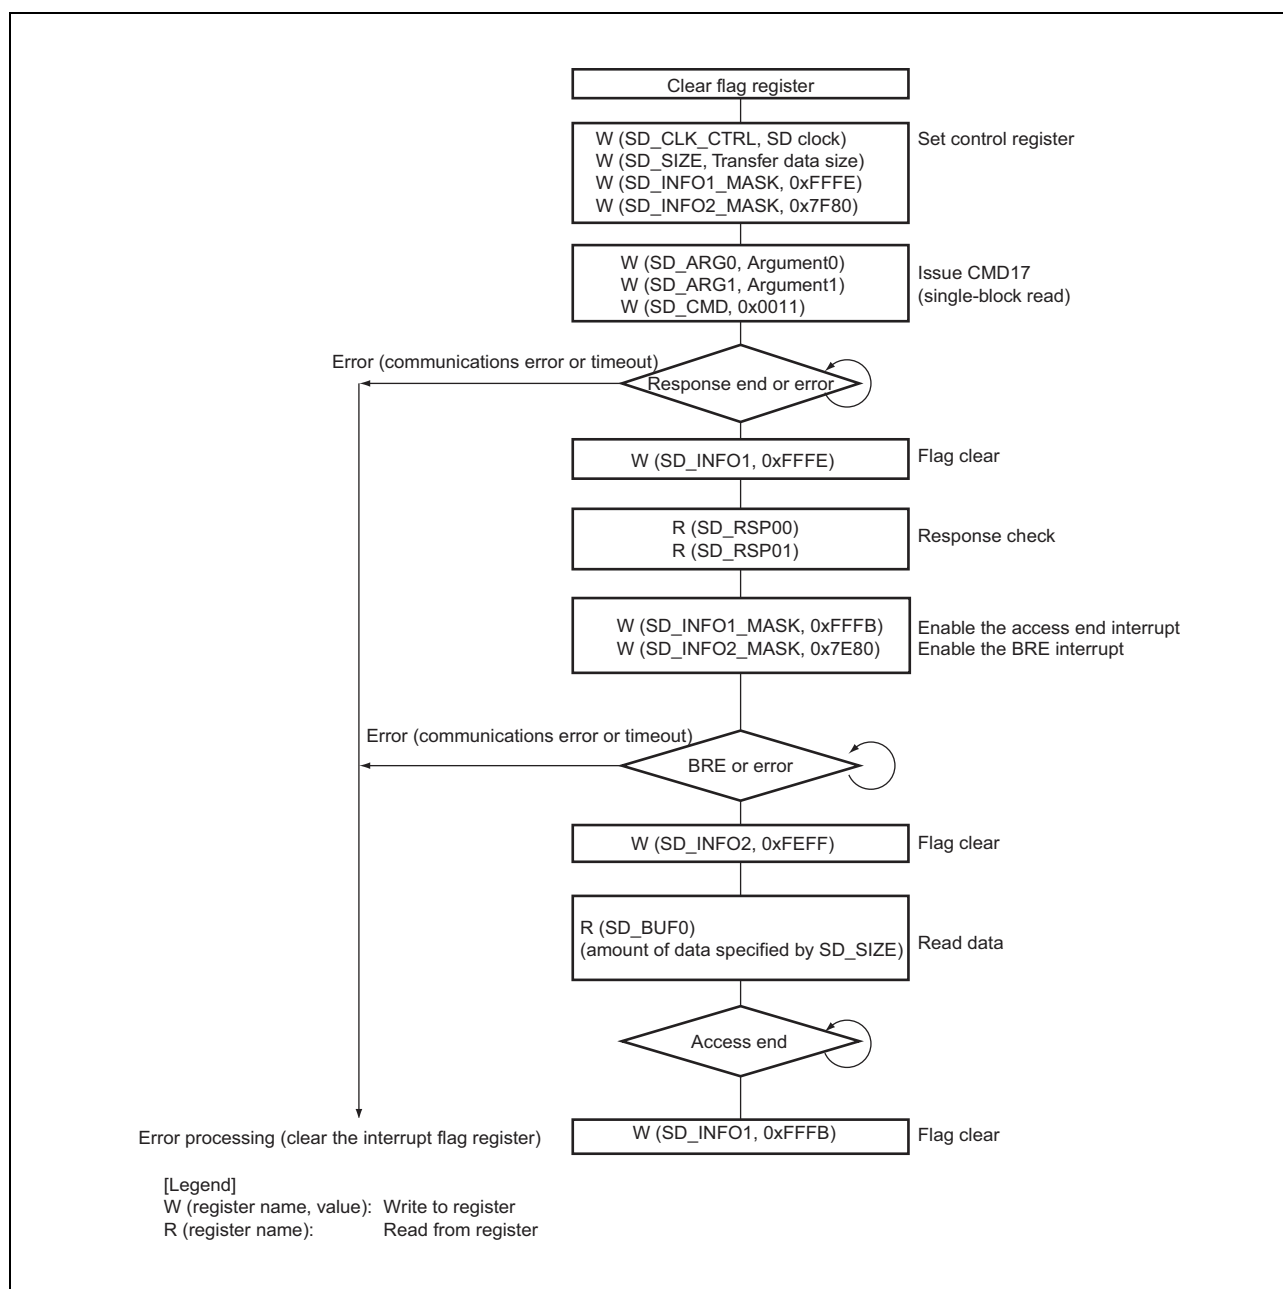 Clear flag register
W (SD_CLK_CTRL, SD clock)
W (SD_SIZE, Transfer data size)
W (SD_INFO1_MASK, 0xFFFE)
W (SD_INFO2_MASK, 0x7F80)
Set control register
W (SD_ARG0, Argument0)
W (SD_ARG1, Argument1)
W (SD_CMD, 0x0011)
Issue CMD17
(single-block read)
Error (communications error or timeout)
Response end or error
W (SD_INFO1, 0xFFFE)
Flag clear
R (SD_RSP00)
R (SD_RSP01)
Response check
W (SD_INFO1_MASK, 0xFFFB)
W (SD_INFO2_MASK, 0x7E80)
Enable the access end interrupt
Enable the BRE interrupt
Error (communications error or timeout)
BRE or error
W (SD_INFO2, 0xFEFF)
Flag clear
R (SD_BUF0)
(amount of data specified by SD_SIZE)
Read data
Access end
W (SD_INFO1, 0xFFFB)
Flag clear
Error processing (clear the interrupt flag register)
[Legend]
W (register name, value): Write to register
R (register name): Read from register